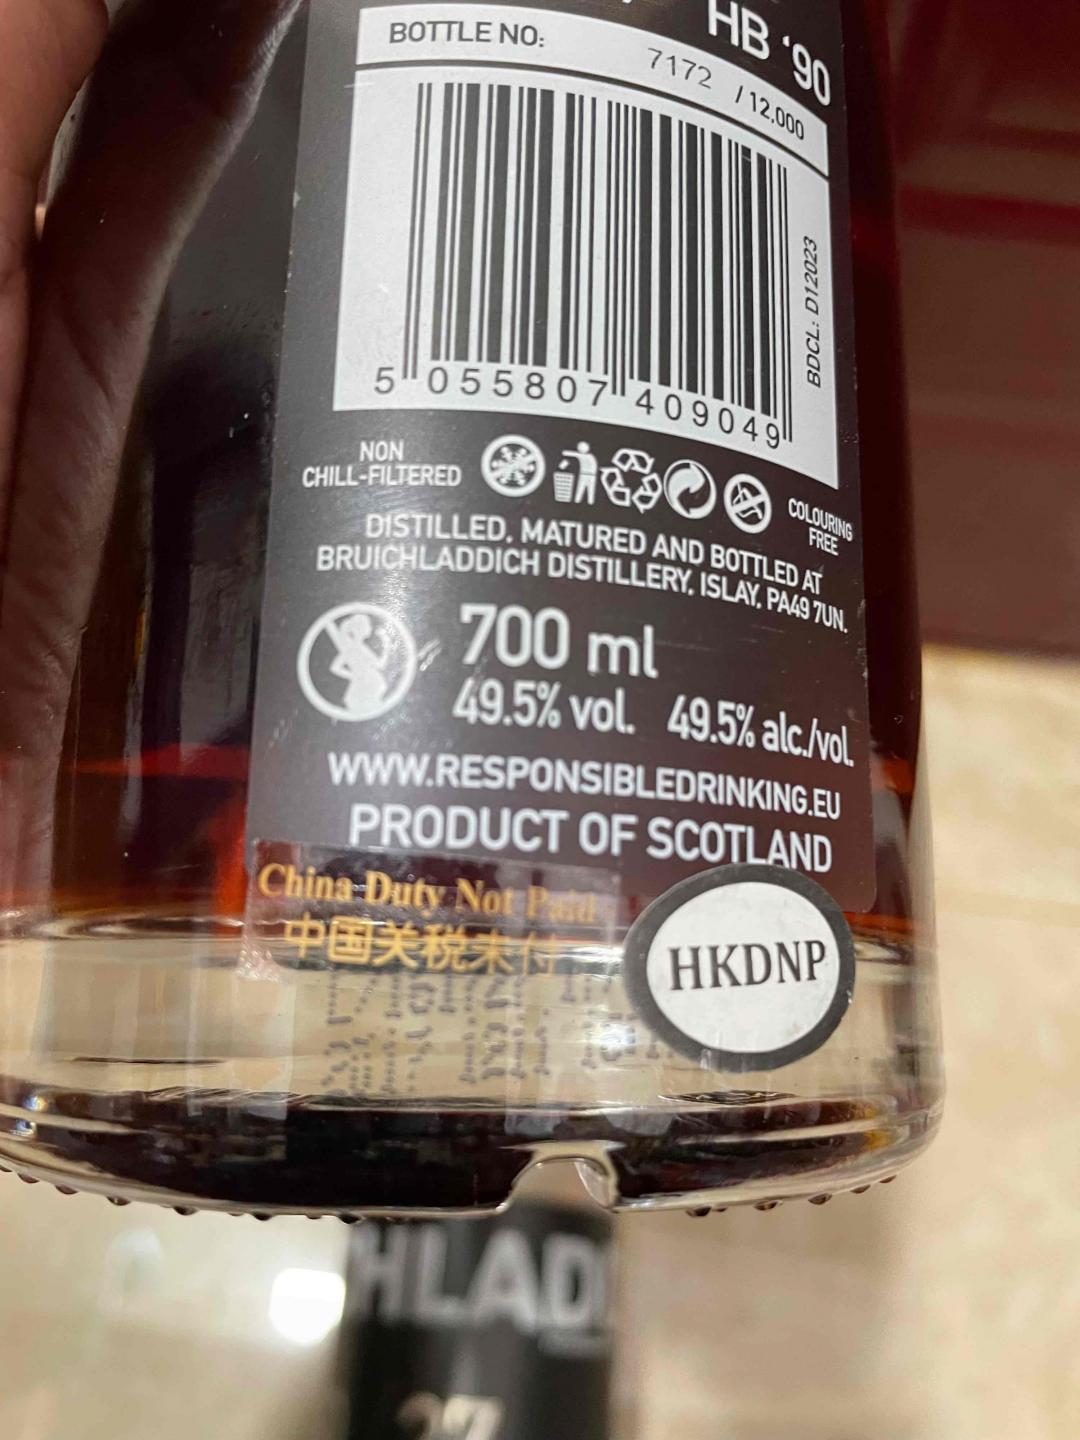 HB '90
BOTTLE NO: 7172 / 12,000
BDCL: D12023
5 055807 409049
NON
CHILL-FILTERED
COLOURING
FREE
DISTILLED, MATURED AND BOTTLED AT
BRUICHLADDICH DISTILLERY, ISLAY, PA49 7UN.
700 ml
49.5% vol. 49.5% alc./vol.
WWW.RESPONSIBLEDRINKING.EU
PRODUCT OF SCOTLAND
China Duty Not Paid
中国关税未付
HKDNP
HLAD
27